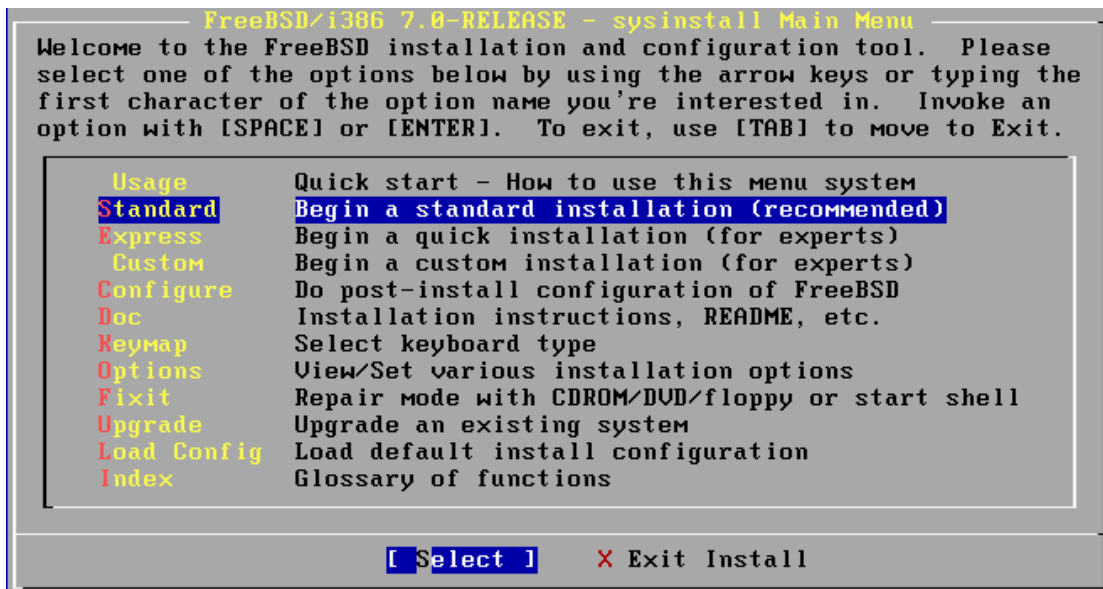 FreeBSD/i386 7.0-RELEASE - sysinstall Main Menu
Welcome to the FreeBSD installation and configuration tool.  Please
select one of the options below by using the arrow keys or typing the
first character of the option name you're interested in.  Invoke an
option with [SPACE] or [ENTER].  To exit, use [TAB] to move to Exit.
Usage Quick start - How to use this menu system
Standard Begin a standard installation (recommended)
Express Begin a quick installation (for experts)
Custom Begin a custom installation (for experts)
Configure Do post-install configuration of FreeBSD
Doc Installation instructions, README, etc.
Keymap Select keyboard type
Options View/Set various installation options
Fixit Repair mode with CDROM/DVD/floppy or start shell
Upgrade Upgrade an existing system
Load Config Load default install configuration
Index Glossary of functions
[ Select ] X Exit Install